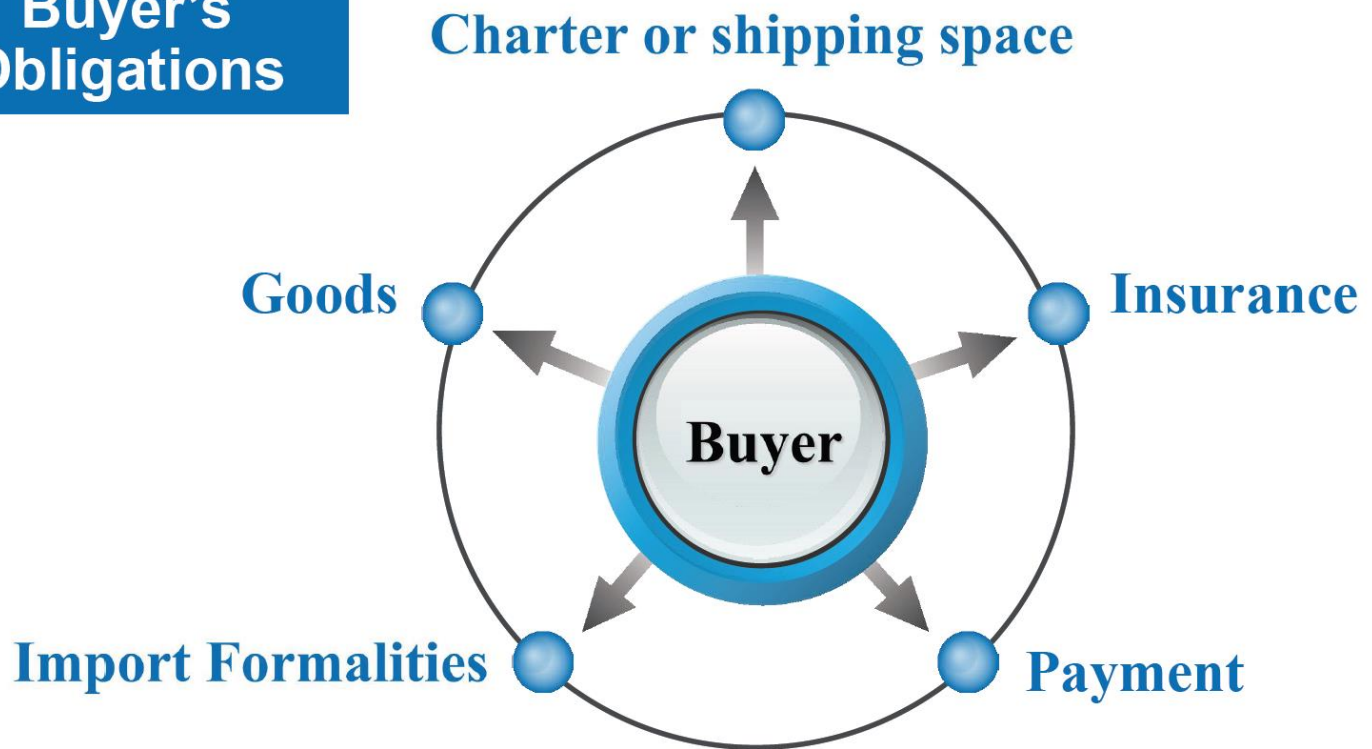 Buyer's
Obligations
Charter or shipping space
Goods
Insurance
Buyer
Import Formalities
Payment